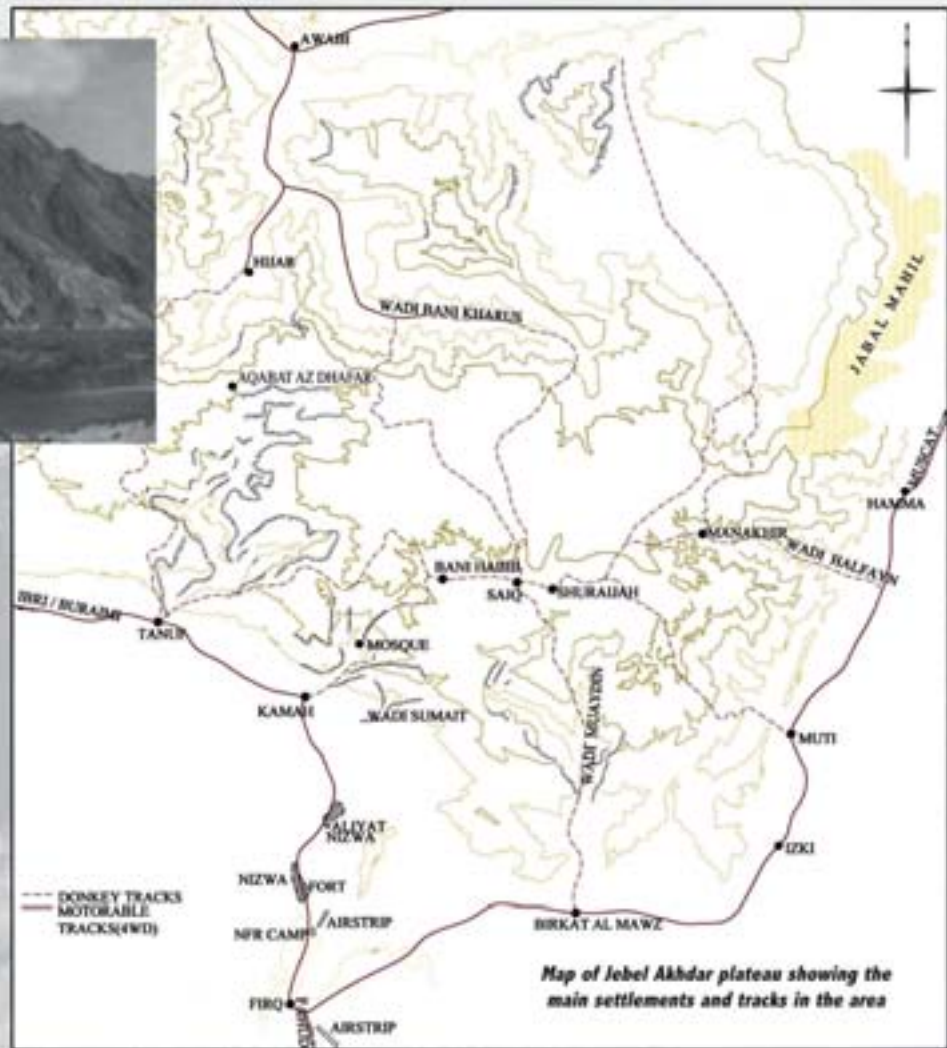 AWABI
HIJAR
WADI BANI KHARUS
AQABAT AZ DHAFAR
JABAL MAHIL
MUSCAT
HAMMA
MANAKHIR
WADI HALFAYN
BANI HABIB
SAIQ
SHURAIJAH
IBRI / BURAIMI
TANUF
MOSQUE
KAMAH
WADI SUMAIT
WADI MUAYDIN
MUTI
ALIYAT
NIZWA
IZKI
NIZWA
FORT
DONKEY TRACKS
MOTORABLE
TRACKS(4WD)
AIRSTRIP
NFR CAMP
BIRKAT AL MAWZ
FIRQ
AIRSTRIP
Map of Jebel Akhdar plateau showing the
main settlements and tracks in the area